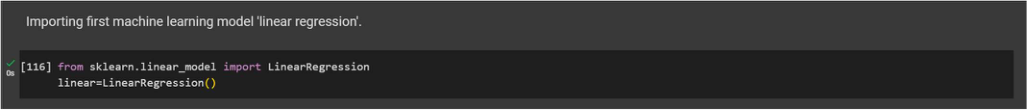 Importing first machine learning model 'linear regression'.
[116] from sklearn.linear_model import LinearRegression
0s
linear=LinearRegression()